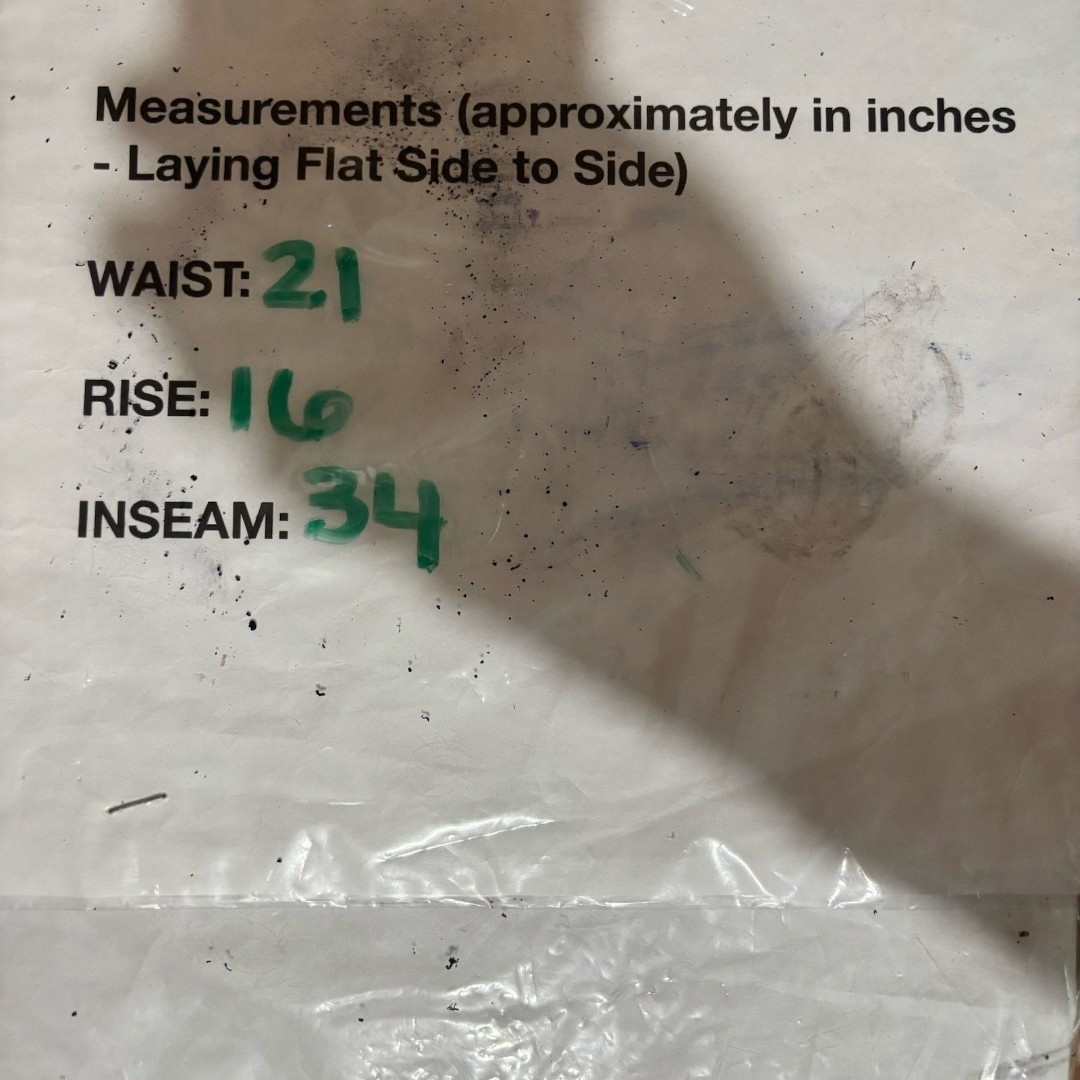 Measurements (approximately in inches
- Laying Flat Side to Side)
WAIST: 21
RISE: 16
INSEAM: 34